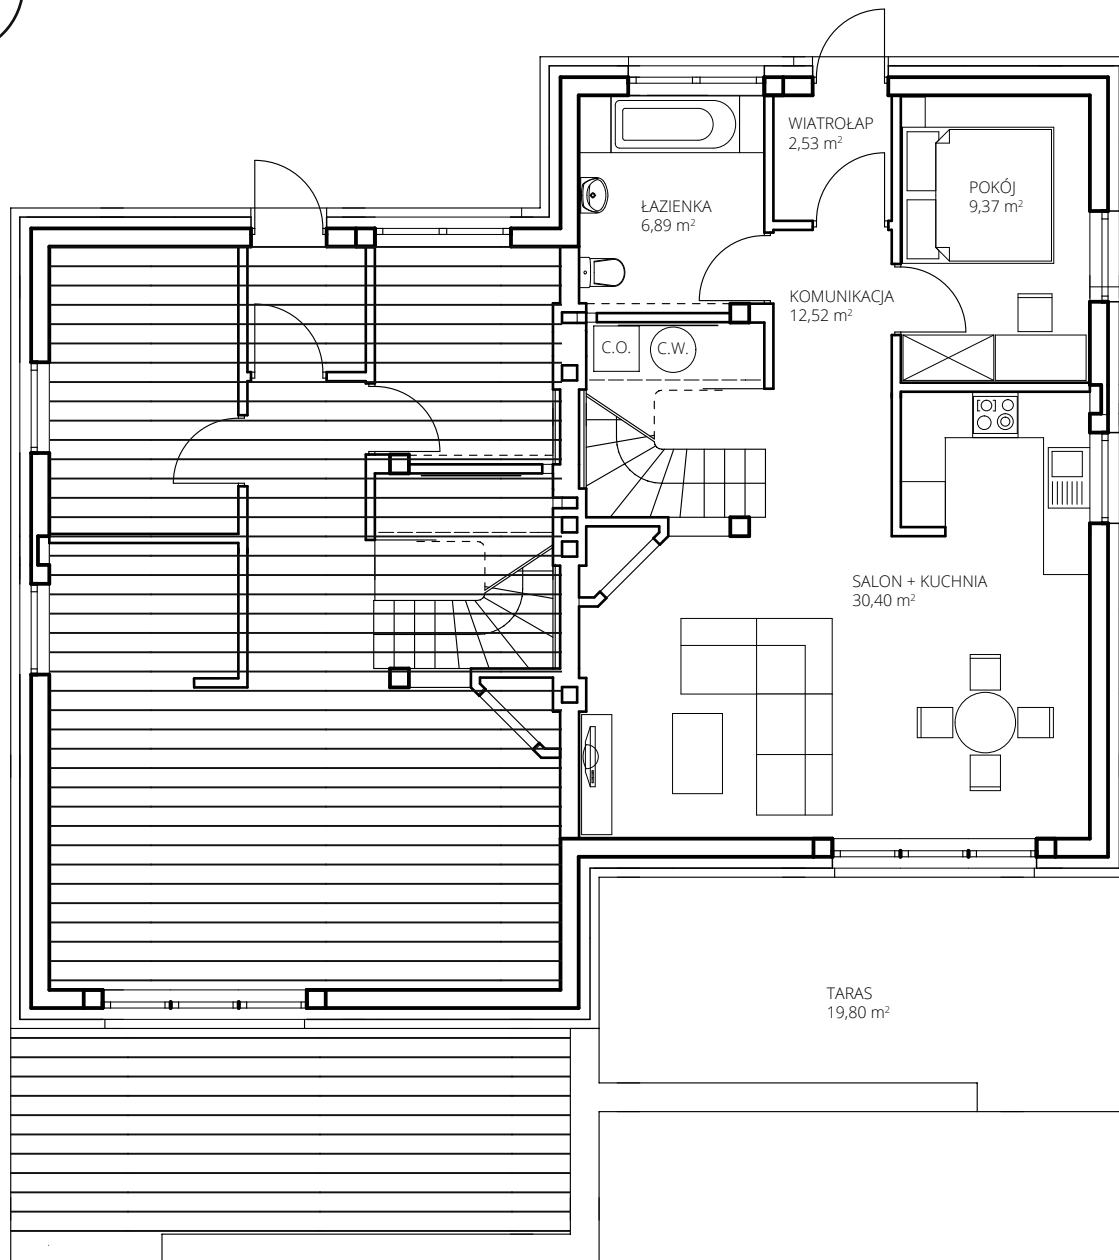 WIATROŁAP
2,53 m²
POKÓJ
9,37 m²
ŁAZIENKA
6,89 m²
KOMUNIKACJA
12,52 m²
C.O.
C.W.
SALON + KUCHNIA
30,40 m²
TARAS
19,80 m²